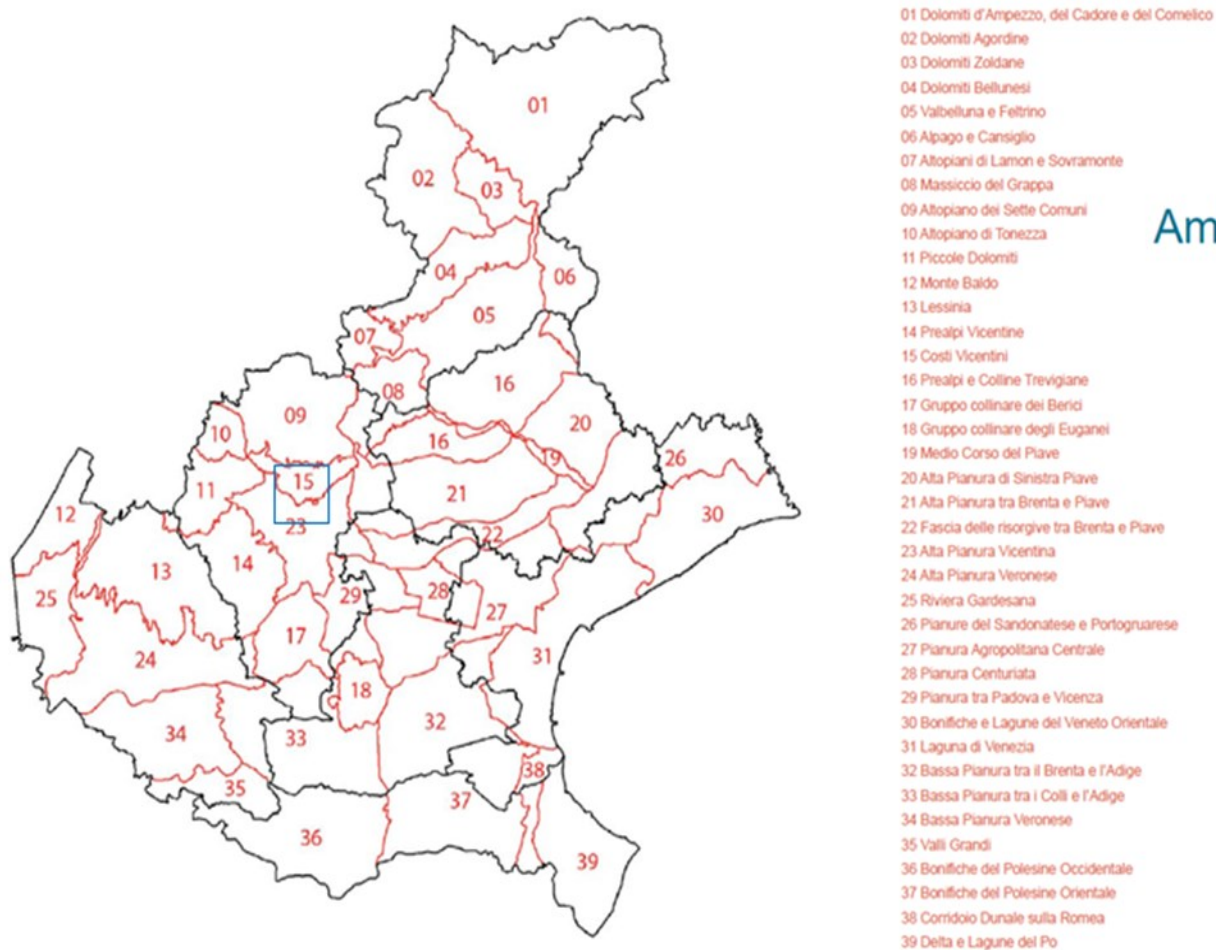 01 Dolomiti d'Ampezzo, del Cadore e del Comelico
02 Dolomiti Agordine
03 Dolomiti Zoldane
04 Dolomiti Bellunesi
05 Valbelluna e Feltrino
06 Alpago e Cansiglio
07 Altopiani di Lamon e Sovramonte
08 Massiccio del Grappa
09 Altopiano dei Sette Comuni
10 Altopiano di Tonezza
11 Piccole Dolomiti
12 Monte Baldo
13 Lessinia
14 Prealpi Vicentine
15 Costi Vicentini
16 Prealpi e Colline Trevigiane
17 Gruppo collinare dei Berici
18 Gruppo collinare degli Euganei
19 Medio Corso del Piave
20 Alta Pianura di Sinistra Piave
21 Alta Pianura tra Brenta e Piave
22 Fascia delle risorgive tra Brenta e Piave
23 Alta Pianura Vicentina
24 Alta Pianura Veronese
25 Riviera Gardesana
26 Pianure del Sandonatese e Portogruarese
27 Pianura Agropolitana Centrale
28 Pianura Centuriata
29 Pianura tra Padova e Vicenza
30 Bonifiche e Lagune del Veneto Orientale
31 Laguna di Venezia
32 Bassa Pianura tra il Brenta e l'Adige
33 Bassa Pianura tra i Colli e l'Adige
34 Bassa Pianura Veronese
35 Valli Grandi
36 Bonifiche del Polesine Occidentale
37 Bonifiche del Polesine Orientale
38 Corridoio Dunale sulla Romea
39 Delta e Lagune del Po
Am
01
02
03
04
06
05
07
08
16
09
20
10
16
19
26
15
11
21
12
30
23
22
14
13
28
29
25
27
17
31
24
18
32
34
33
38
35
37
36
39